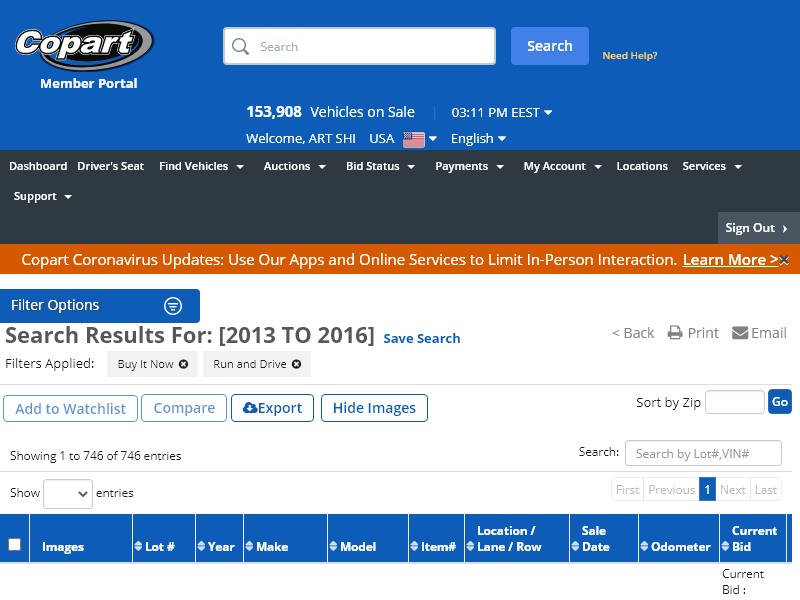 Copart
Member Portal
Search
Search
Need Help?
153,908 Vehicles on Sale
03:11 PM EEST
Welcome, ART SHI
USA
English
Dashboard Driver's Seat Find Vehicles Auctions Bid Status Payments My Account Locations Services
Support
Sign Out ›
Copart Coronavirus Updates: Use Our Apps and Online Services to Limit In-Person Interaction. Learn More >
Filter Options
Search Results For: [2013 TO 2016] Save Search
< Back Print Email
Filters Applied: Buy It Now Run and Drive
Add to Watchlist Compare Export Hide Images
Sort by Zip Go
Showing 1 to 746 of 746 entries
Search: Search by Lot#,VIN#
Show entries
First Previous 1 Next Last
Images Lot # Year Make Model Item# Location / Lane / Row Sale Date Odometer Current Bid
Current
Bid :